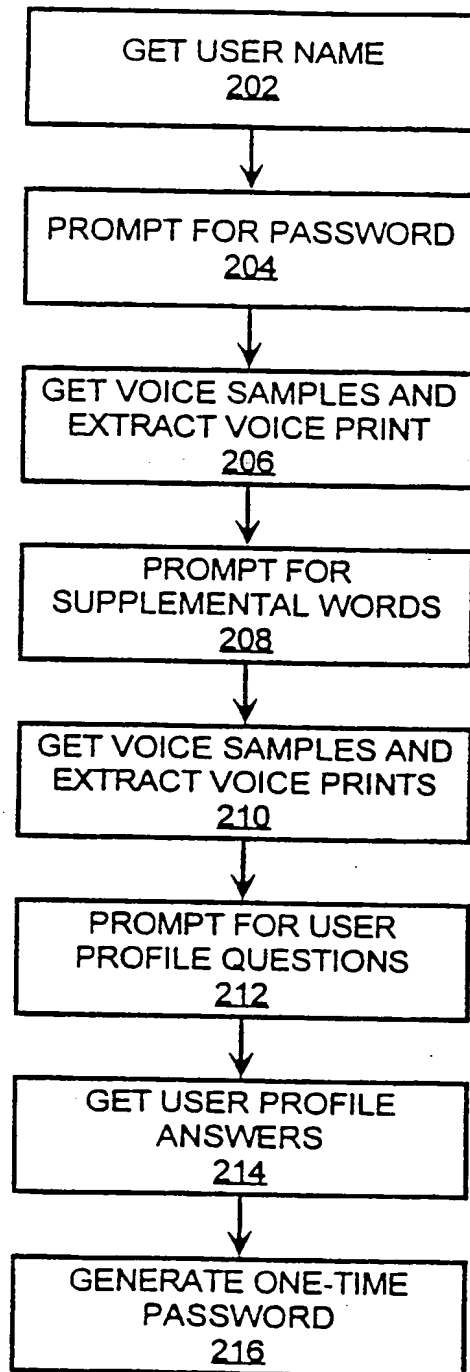 GET USER NAME
202
PROMPT FOR PASSWORD
204
GET VOICE SAMPLES AND
EXTRACT VOICE PRINT
206
PROMPT FOR
SUPPLEMENTAL WORDS
208
GET VOICE SAMPLES AND
EXTRACT VOICE PRINTS
210
PROMPT FOR USER
PROFILE QUESTIONS
212
GET USER PROFILE
ANSWERS
214
GENERATE ONE-TIME
PASSWORD
216